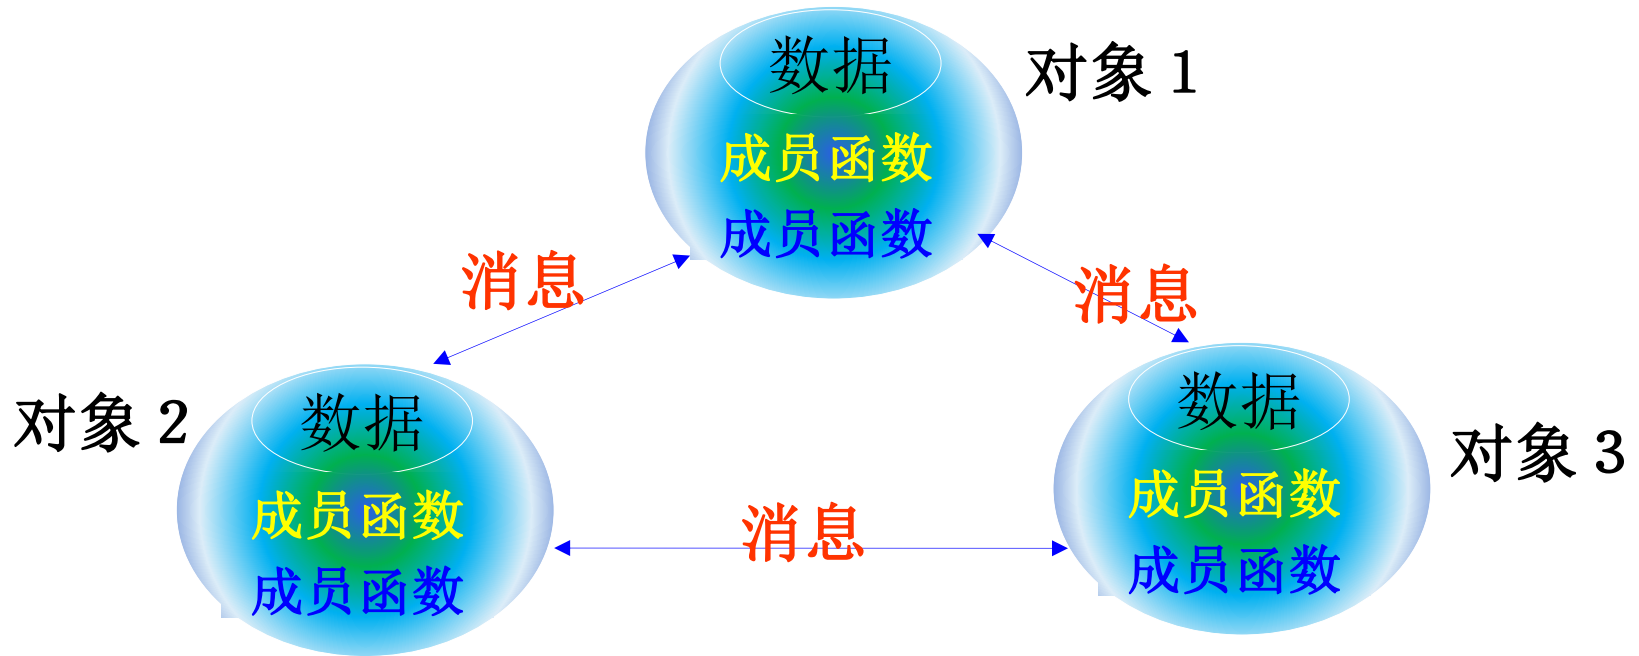 数据
对象 1
成员函数
成员函数
消息
消息
数据
对象 2
成员函数
成员函数
消息
数据
对象 3
成员函数
成员函数